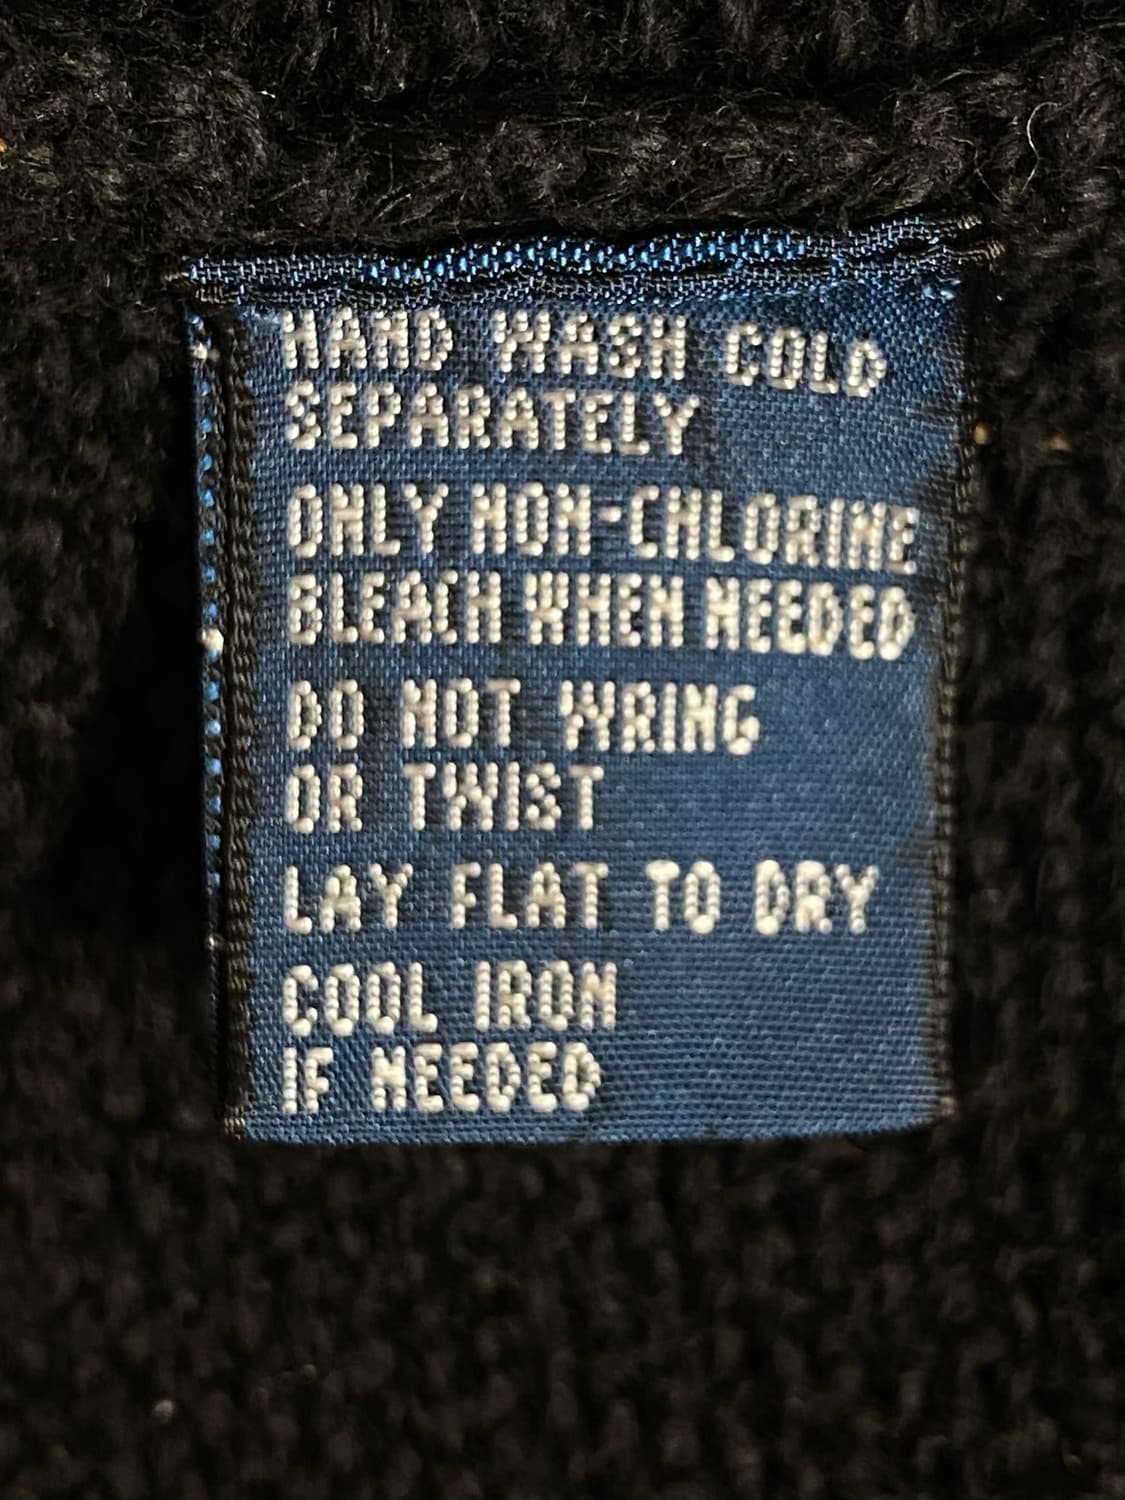 HAND WASH COLD
SEPARATELY
ONLY NON-CHLORINE
BLEACH WHEN NEEDED
DO NOT WRING
OR TWIST
LAY FLAT TO DRY
COOL IRON
IF NEEDED